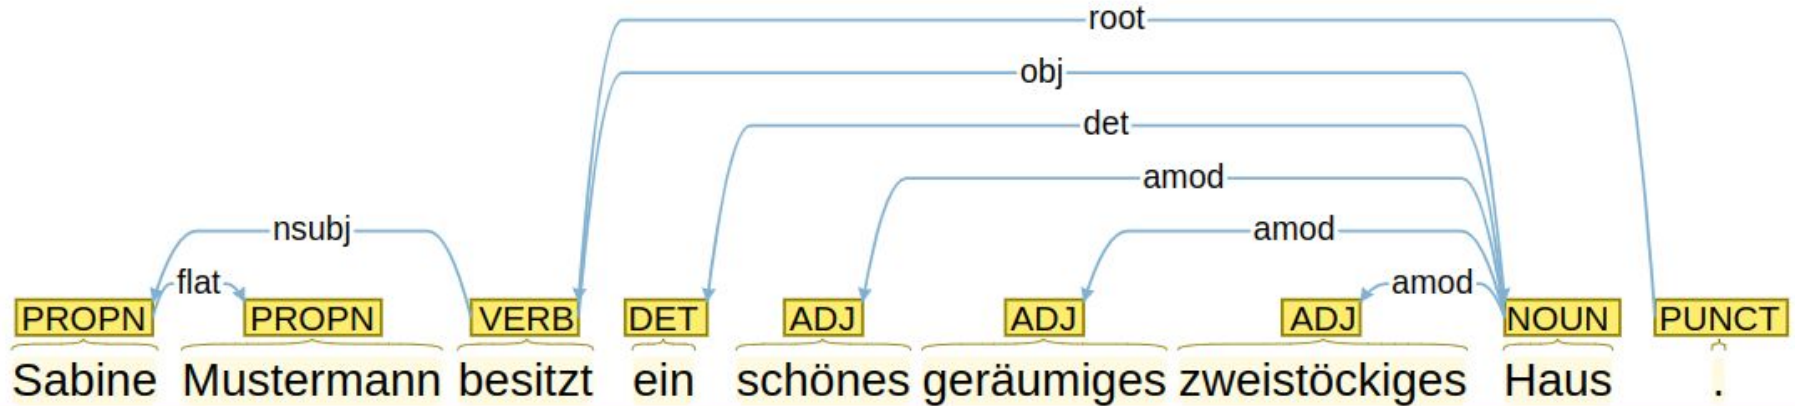 root
obj
det
amod
nsubj amod
flat amod
PROPN PROPN VERB DET ADJ ADJ ADJ NOUN PUNCT
Sabine Mustermann besitzt ein schönes geräumiges zweistöckiges Haus .